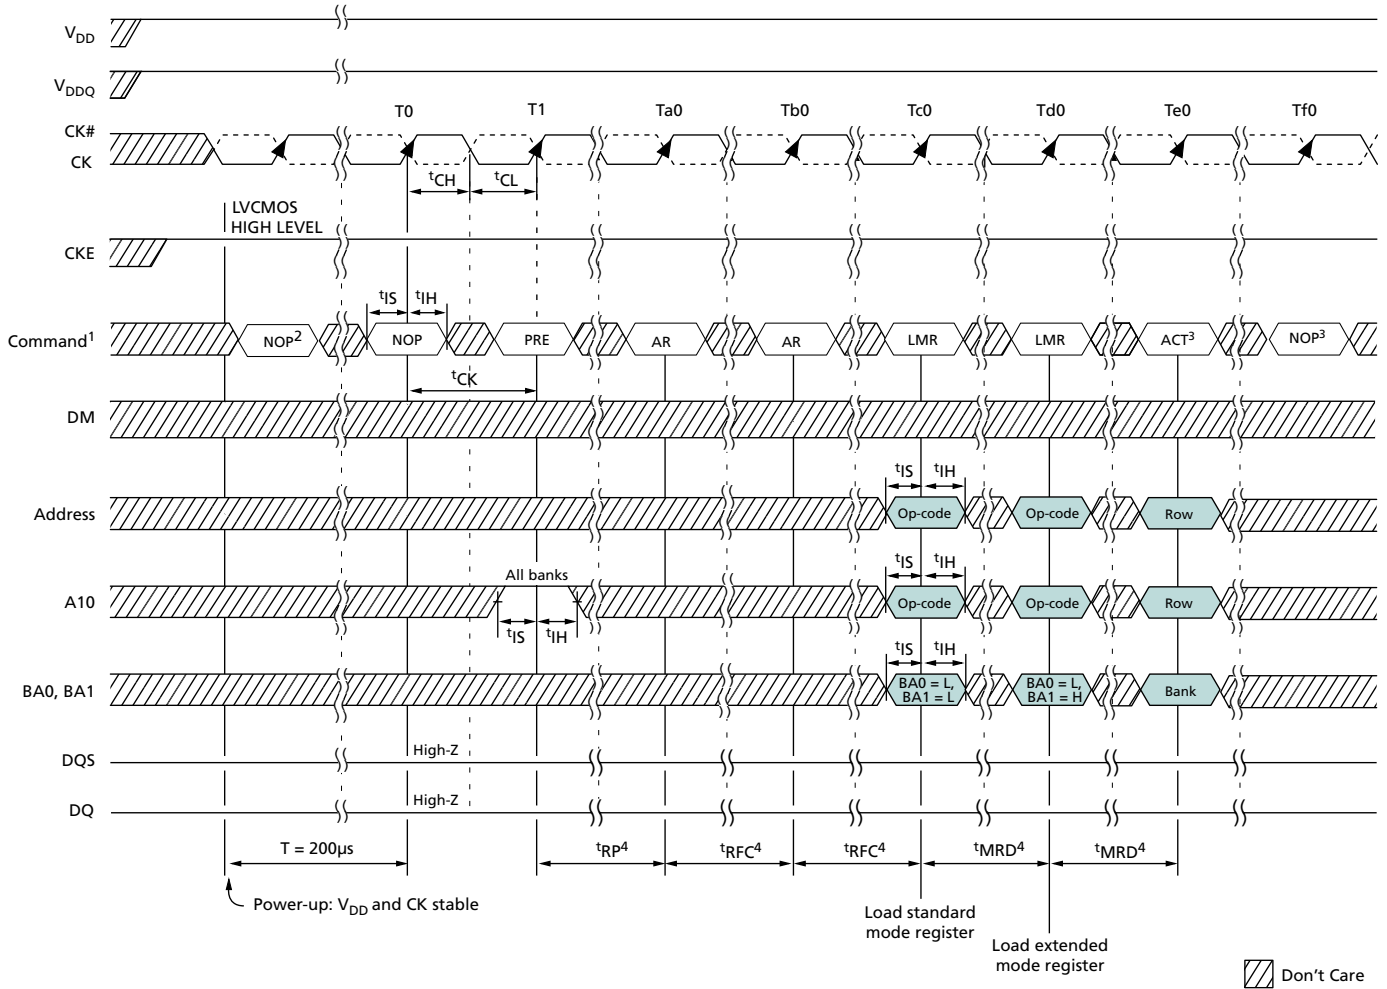 VDD
VDDQ
T0 T1 Ta0 Tb0 Tc0 Td0 Te0 Tf0
CK#
CK
tCH tCL
LVCMOS
HIGH LEVEL
CKE
tIS tIH
Command1 NOP2 NOP PRE AR AR LMR LMR ACT3 NOP3
tCK
DM
tIS tIH
Address Op-code Op-code Row
All banks tIS tIH
A10 Op-code Op-code Row
tIS tIH
tIS tIH
BA0, BA1 BA0 = L, BA1 = L BA0 = L, BA1 = H Bank
High-Z
DQS
High-Z
DQ
T = 200µs tRP4 tRFC4 tRFC4 tMRD4 tMRD4
Power-up: VDD and CK stable
Load standard
mode register
Load extended
mode register
Don't Care